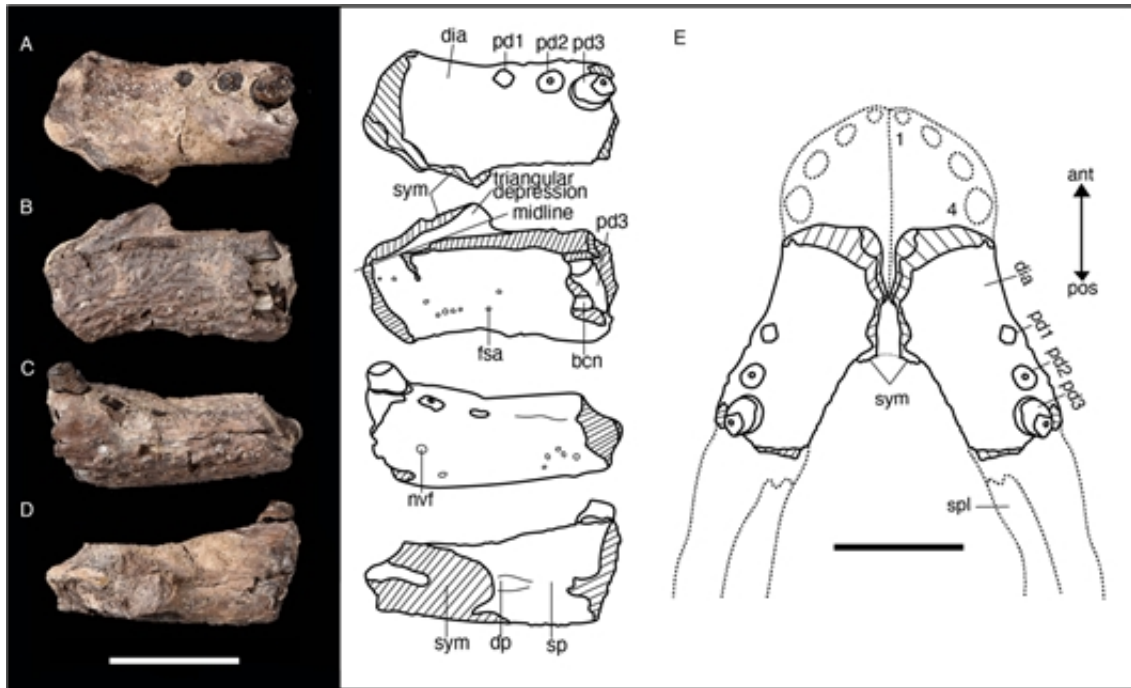 A
dia
pd1
pd2
pd3
sym
B
triangular
depression
midline
pd3
fsa
bcn
C
nvf
D
sym
dp
sp
E
1
4
ant
pos
dia
pd1
pd2
pd3
sym
spl